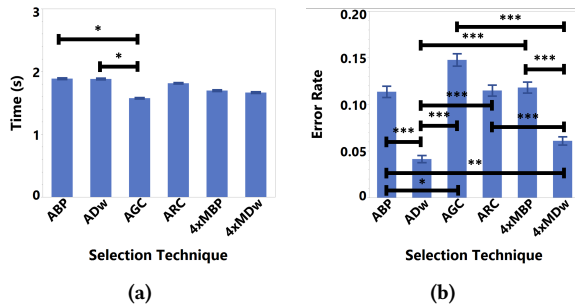 3
2
1
0
Time (s)
*
*
ABP
ADw
AGC
ARC
4xMBP
4xMDw
Selection Technique
(a)
0.20
0.15
0.10
0.05
0
Error Rate
***
***
***
***
***
***
***
**
*
ABP
ADw
AGC
ARC
4xMBP
4xMDw
Selection Technique
(b)